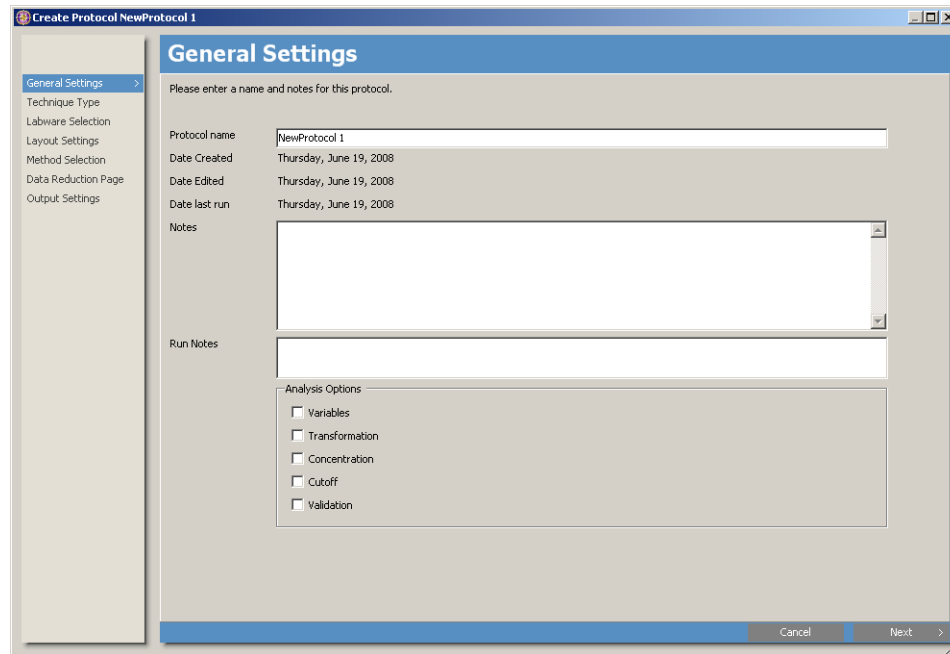 Create Protocol NewProtocol 1
General Settings
General Settings >
Technique Type
Labware Selection
Layout Settings
Method Selection
Data Reduction Page
Output Settings
Please enter a name and notes for this protocol.
Protocol name NewProtocol 1
Date Created Thursday, June 19, 2008
Date Edited Thursday, June 19, 2008
Date last run Thursday, June 19, 2008
Notes
Run Notes
Analysis Options
Variables
Transformation
Concentration
Cutoff
Validation
Cancel Next >